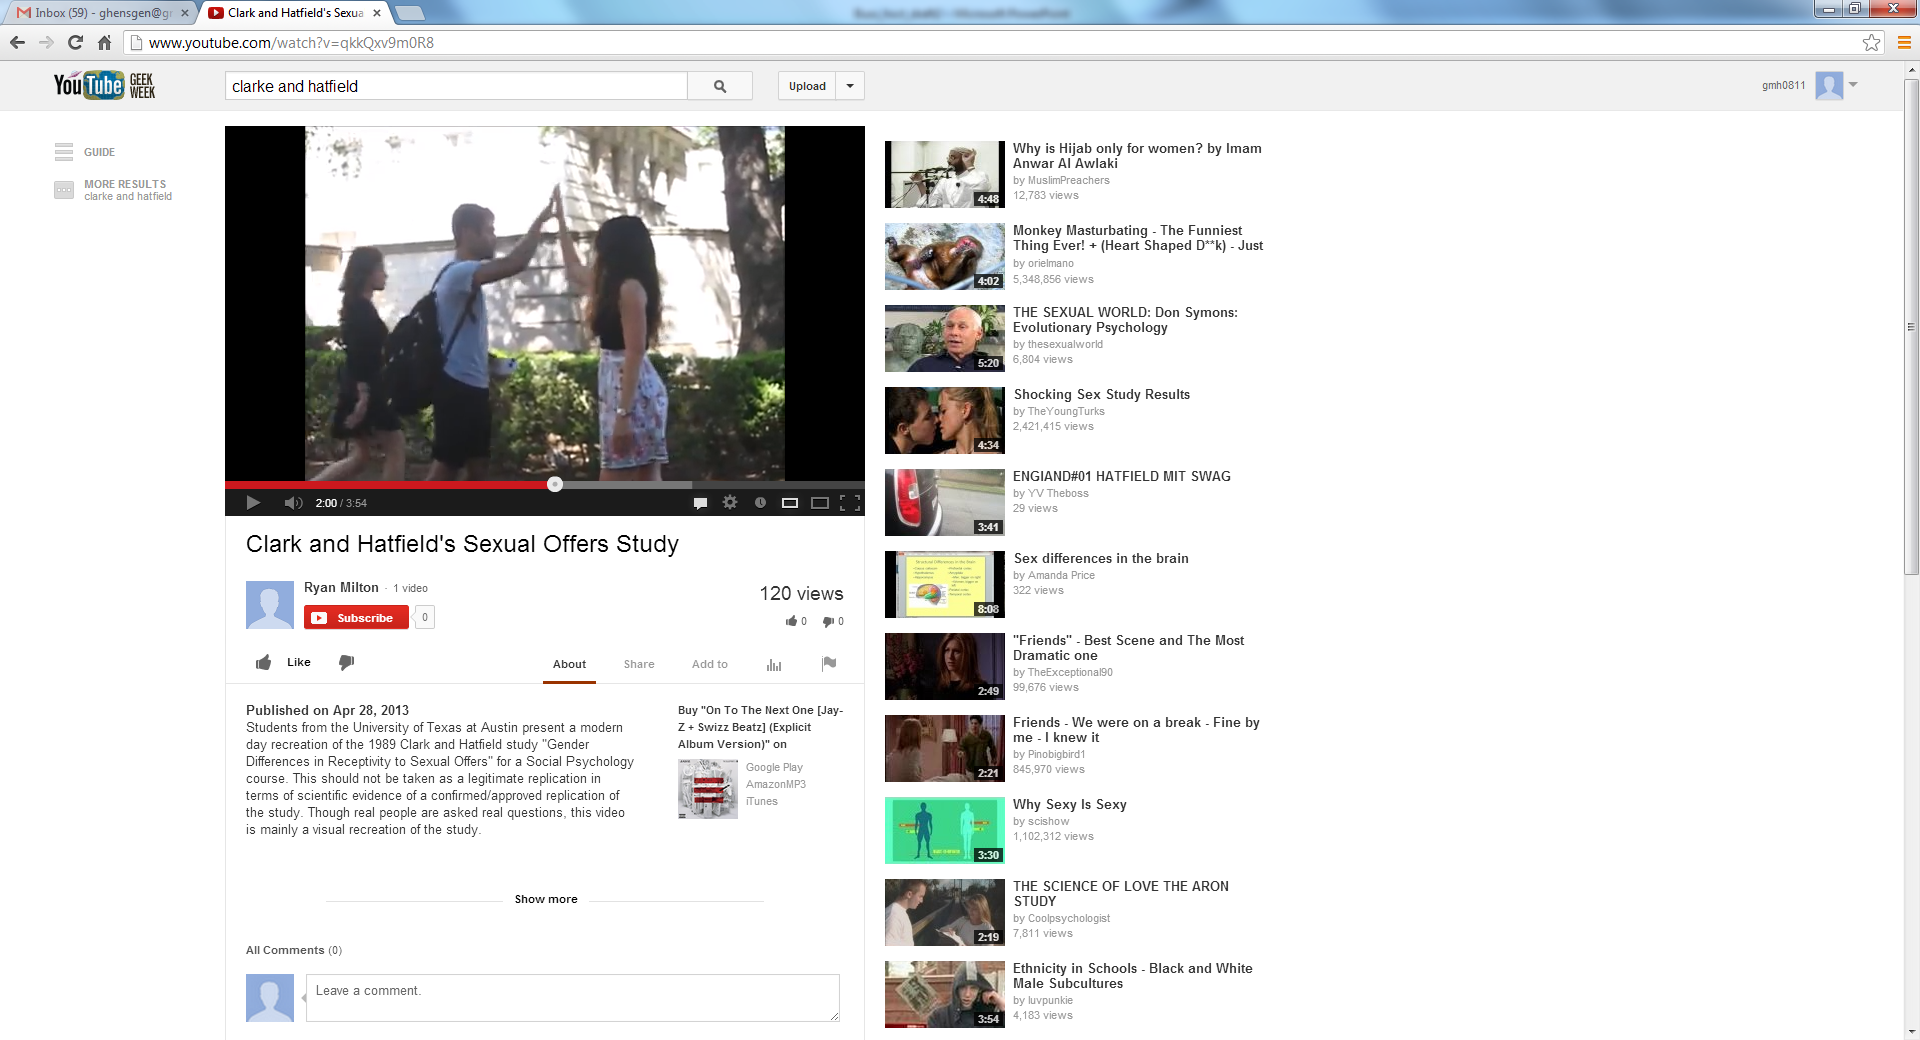 Inbox (59) - ghensgen@gr
Clark and Hatfield's Sexua
www.youtube.com/watch?v=qkkQxv9m0R8
YouTube GEEK WEEK
clarke and hatfield
Upload
gmh0811
GUIDE
MORE RESULTS
clarke and hatfield
2:00 / 3:54
Clark and Hatfield's Sexual Offers Study
Ryan Milton - 1 video
Subscribe
0
120 views
0 0
Like
About
Share
Add to
Published on Apr 28, 2013
Students from the University of Texas at Austin present a modern
day recreation of the 1989 Clark and Hatfield study "Gender
Differences in Receptivity to Sexual Offers" for a Social Psychology
course. This should not be taken as a legitimate replication in
terms of scientific evidence of a confirmed/approved replication of
the study. Though real people are asked real questions, this video
is mainly a visual recreation of the study.
Buy "On To The Next One [Jay-
Z + Swizz Beatz] (Explicit
Album Version)" on
Google Play
AmazonMP3
iTunes
Show more
All Comments (0)
Leave a comment.
4:48
Why is Hijab only for women? by Imam
Anwar Al Awlaki
by MuslimPreachers
12,783 views
4:02
Monkey Masturbating - The Funniest
Thing Ever! + (Heart Shaped D**k) - Just
by orielmano
5,348,856 views
5:20
THE SEXUAL WORLD: Don Symons:
Evolutionary Psychology
by thesexualworld
6,804 views
4:34
Shocking Sex Study Results
by TheYoungTurks
2,421,415 views
3:41
ENGlAND#01 HATFIELD MIT SWAG
by Y'V Theboss
29 views
8:08
Sex differences in the brain
by Amanda Price
322 views
2:49
"Friends" - Best Scene and The Most
Dramatic one
by TheExceptional90
99,676 views
2:21
Friends - We were on a break - Fine by
me - I knew it
by Pinobigbird1
845,970 views
3:30
Why Sexy Is Sexy
by scishow
1,102,312 views
2:19
THE SCIENCE OF LOVE THE ARON
STUDY
by Coolpsychologist
7,811 views
3:54
Ethnicity in Schools - Black and White
Male Subcultures
by luvpunkie
4,183 views